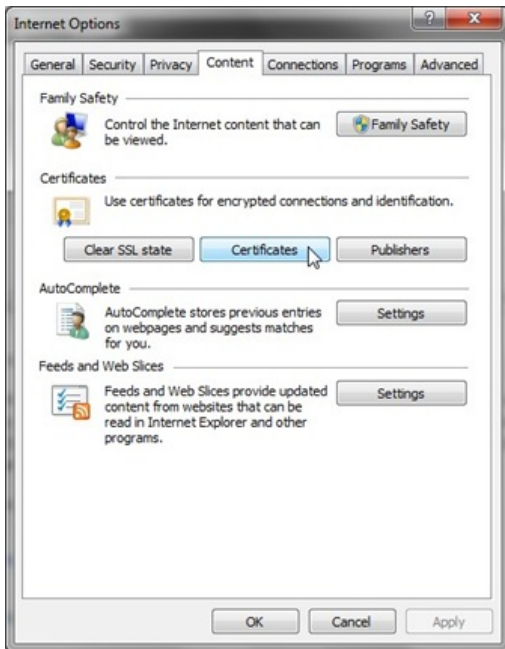 Internet Options
?
X
General Security Privacy Content Connections Programs Advanced
Family Safety
Control the Internet content that can
be viewed.
Family Safety
Certificates
Use certificates for encrypted connections and identification.
Clear SSL state
Certificates
Publishers
AutoComplete
AutoComplete stores previous entries
on webpages and suggests matches
for you.
Settings
Feeds and Web Slices
Feeds and Web Slices provide updated
content from websites that can be
read in Internet Explorer and other
programs.
Settings
OK
Cancel
Apply